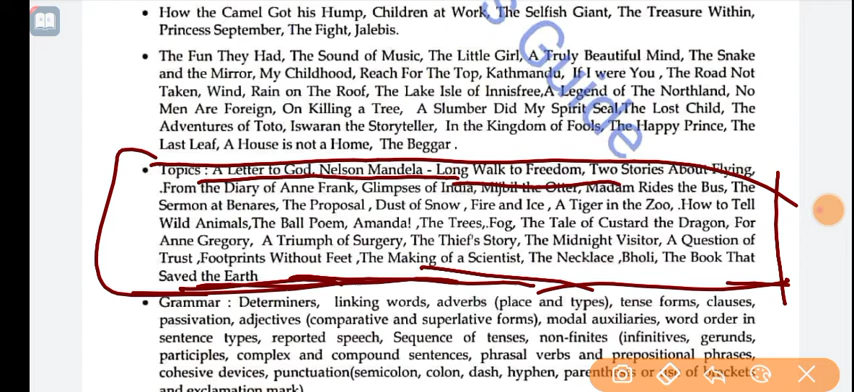 • How the Camel Got his Hump, Children at Work, The Selfish Giant, The Treasure Within,
Princess September, The Fight, Jalebis.
• The Fun They Had, The Sound of Music, The Little Girl, A Truly Beautiful Mind, The Snake
and the Mirror, My Childhood, Reach For The Top, Kathmandu, If I were You , The Road Not
Taken, Wind, Rain on The Roof, The Lake Isle of Innisfree,A Legend of The Northland, No
Men Are Foreign, On Killing a Tree, A Slumber Did My Spirit Seal,The Lost Child, The
Adventures of Toto, Iswaran the Storyteller, In the Kingdom of Fools, The Happy Prince, The
Last Leaf, A House is not a Home, The Beggar .
• Topics : A Letter to God, Nelson Mandela - Long Walk to Freedom, Two Stories About Flying,
.From the Diary of Anne Frank, Glimpses of India, Mijbil the Otter, Madam Rides the Bus, The
Sermon at Benares, The Proposal , Dust of Snow , Fire and Ice , A Tiger in the Zoo, .How to Tell
Wild Animals,The Ball Poem, Amanda! ,The Trees,.Fog, The Tale of Custard the Dragon, For
Anne Gregory, A Triumph of Surgery, The Thief's Story, The Midnight Visitor, A Question of
Trust ,Footprints Without Feet ,The Making of a Scientist, The Necklace ,Bholi, The Book That
Saved the Earth
• Grammar : Determiners, linking words, adverbs (place and types), tense forms, clauses,
passivation, adjectives (comparative and superlative forms), modal auxiliaries, word order in
sentence types, reported speech, Sequence of tenses, non-finites (infinitives, gerunds,
participles, complex and compound sentences, phrasal verbs and prepositional phrases,
cohesive devices, punctuation(semicolon, colon, dash, hyphen, or use of brackets
and exclamation mark)
s Guide